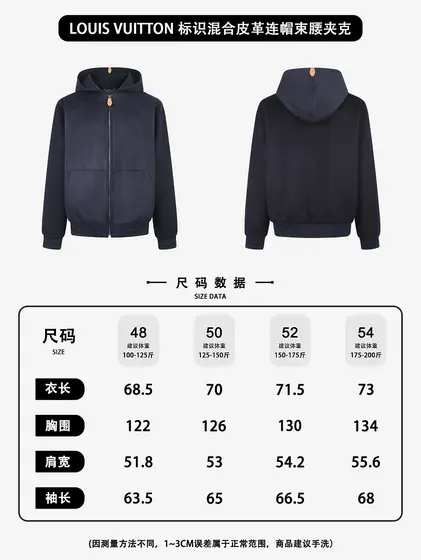 LOUIS VUITTON 标识混合皮革连帽束腰夹克
尺码数据
SIZE DATA
尺码
SIZE
48
建议体重
100-125斤
50
建议体重
125-150斤
52
建议体重
150-175斤
54
建议体重
175-200斤
衣长 68.5 70 71.5 73
胸围 122 126 130 134
肩宽 51.8 53 54.2 55.6
袖长 63.5 65 66.5 68
(因测量方法不同，1~3CM误差属于正常范围，商品建议手洗)